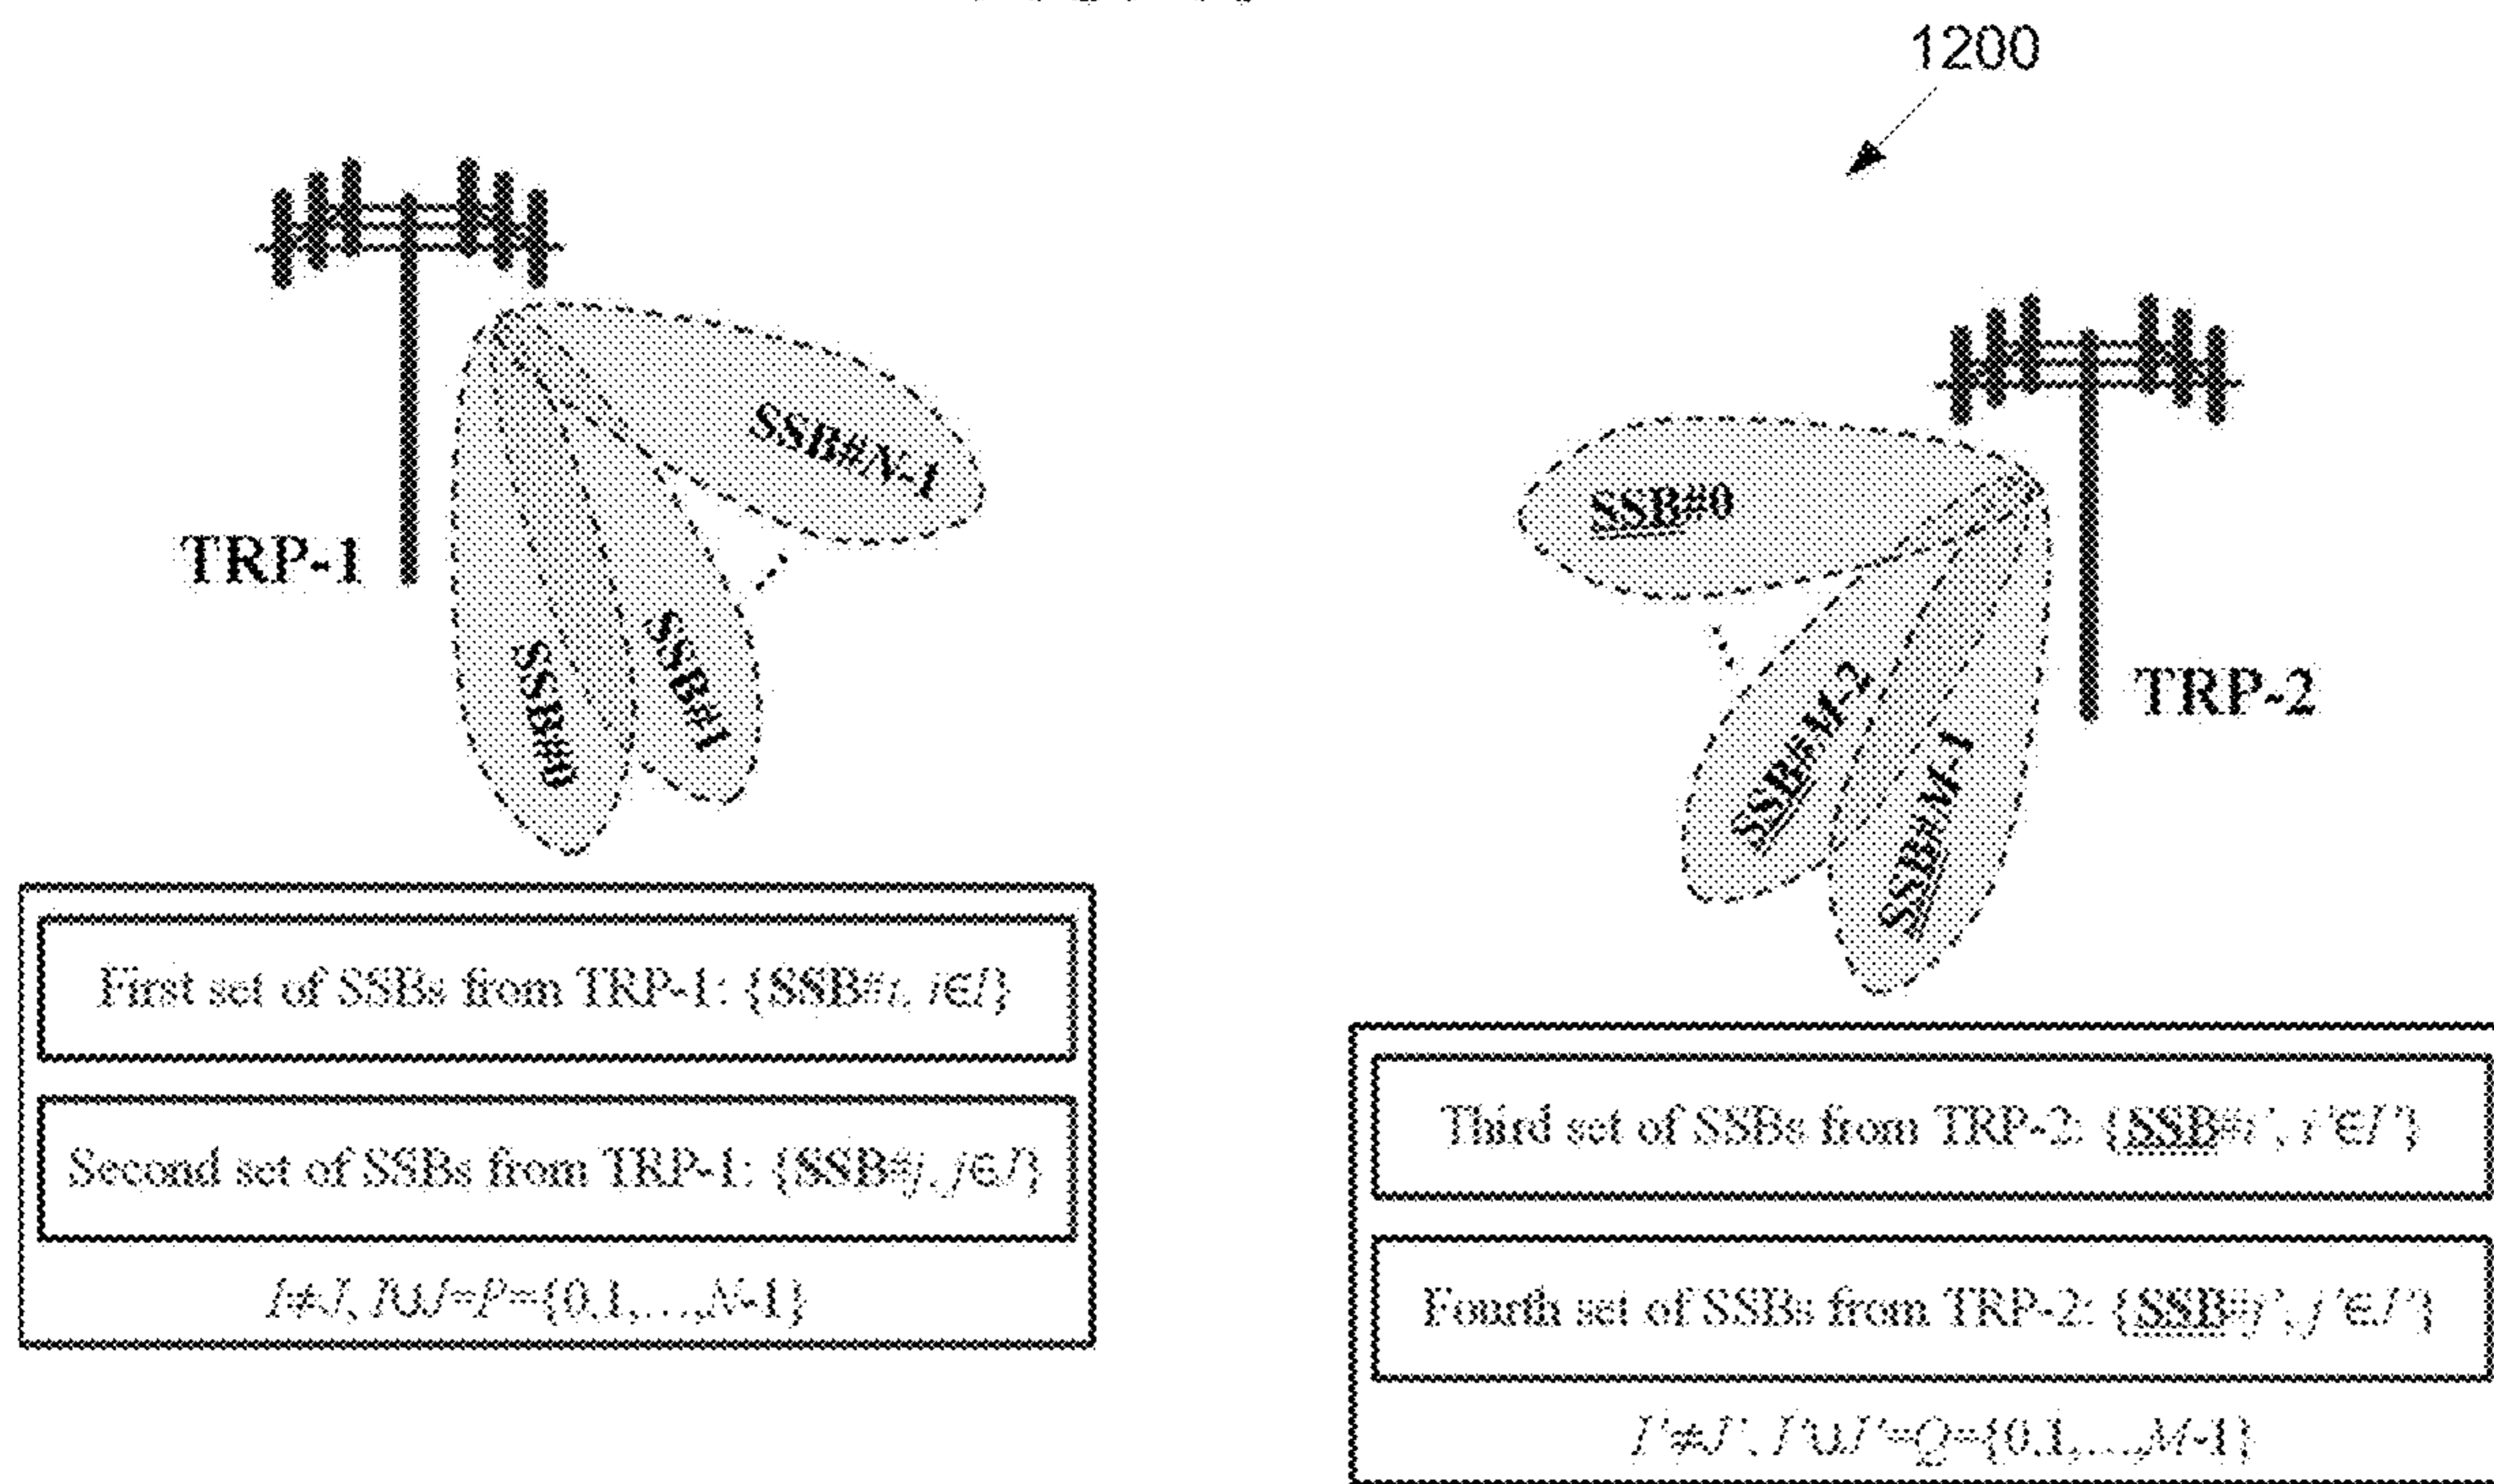 1200
TRP-1
SSB#N-1
SSB#1
SSB#0
SSB#0
SSB#M-2
SSB#M-1
TRP-2
First set of SSBs from TRP-1: {SSB#i, i∈I}
Second set of SSBs from TRP-1: {SSB#j, j∈J}
I≠J, I∪J=P={0,1,…,N-1}
Third set of SSBs from TRP-2: {SSB#i', i'∈I'}
Fourth set of SSBs from TRP-2: {SSB#j', j'∈J'}
I'≠J', I'∪J'=Q={0,1,…,M-1}